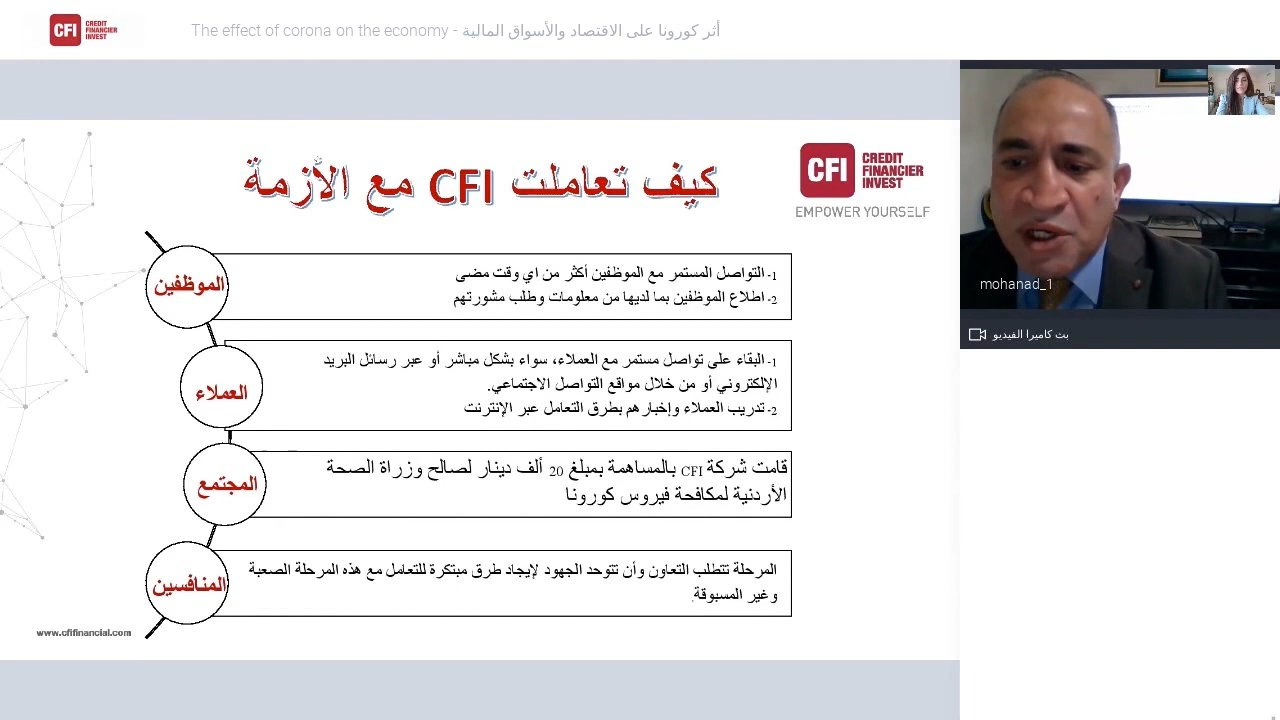 CFI CREDIT
FINANCIER
INVEST
The effect of corona on the economy - أثر كورونا على الاقتصاد والأسواق المالية
كيف تعاملت CFI مع الأزمة
CFI CREDIT
FINANCIER
INVEST
EMPOWER YOURSELF
الموظفين
1- التواصل المستمر مع الموظفين أكثر من اي وقت مضى
2- اطلاع الموظفين بما لديها من معلومات وطلب مشورتهم
العملاء
1- البقاء على تواصل مستمر مع العملاء، سواء بشكل مباشر أو عبر رسائل البريد
الإلكتروني أو من خلال مواقع التواصل الاجتماعي.
2- تدريب العملاء وإخبارهم بطرق التعامل عبر الإنترنت
المجتمع
قامت شركة CFI بالمساهمة بمبلغ 20 ألف دينار لصالح وزراة الصحة
الأردنية لمكافحة فيروس كورونا
المنافسين
المرحلة تتطلب التعاون وأن تتوحد الجهود لإيجاد طرق مبتكرة للتعامل مع هذه المرحلة الصعبة
وغير المسبوقة.
www.cfifinancial.com
mohanad_1
بث كاميرا الفيديو